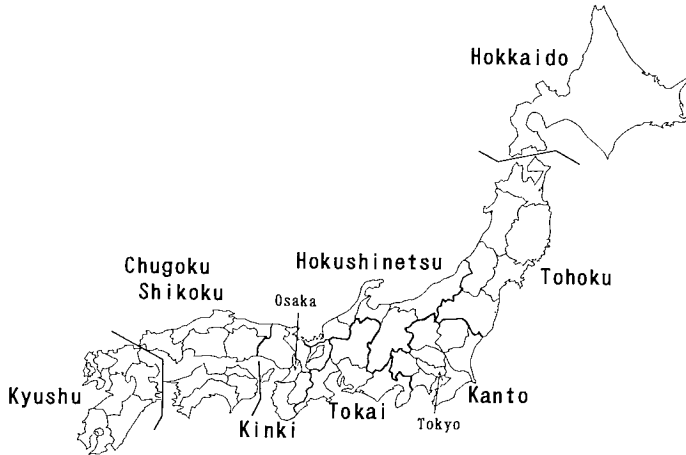 Hokkaido
Tohoku
Hokushinetsu
Chugoku
Shikoku
Osaka
Kyushu
Kinki
Tokai
Kanto
Tokyo